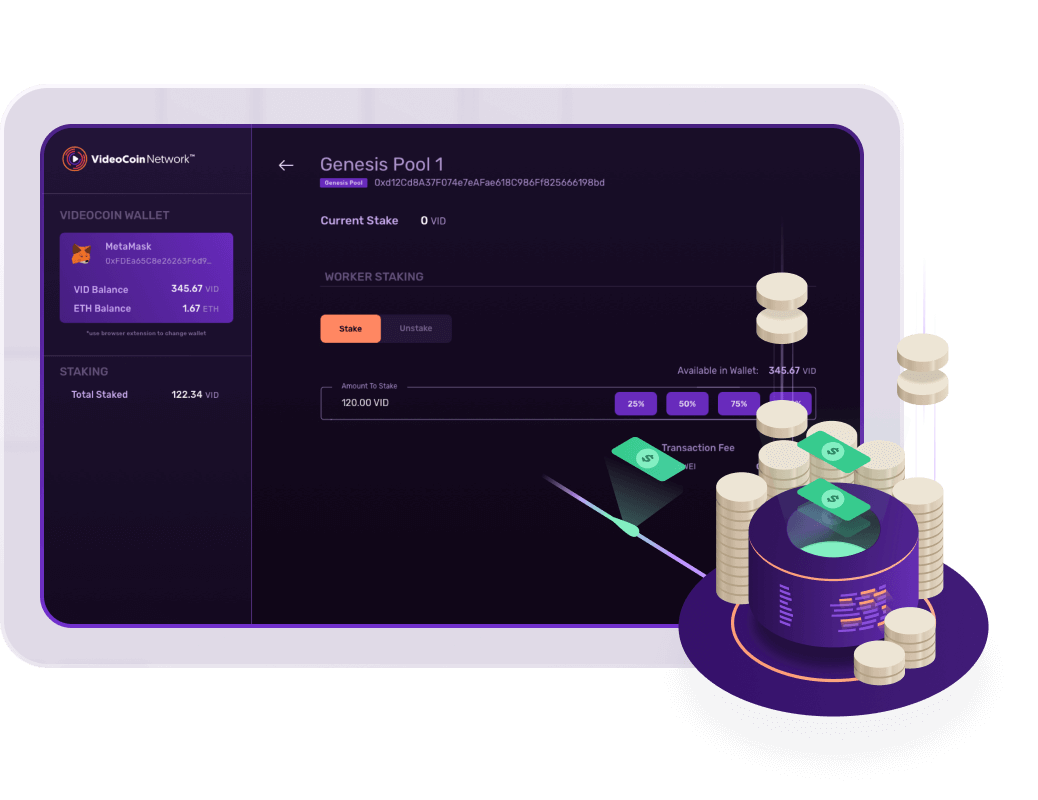 VideoCoin Network™
VIDEOCOIN WALLET
MetaMask
0xFDEa65C8e26263F6d9...
VID Balance 345.67 VID
ETH Balance 1.67 ETH
*use browser extension to change wallet
STAKING
Total Staked 122.34 VID
Genesis Pool 1
Genesis Pool 0xd12Cd8A37F074e7eAFae618C986Ff825666198bd
Current Stake 0 VID
WORKER STAKING
Stake Unstake
Available in Wallet: 345.67 VID
Amount To Stake
120.00 VID 25% 50% 75%
Transaction Fee